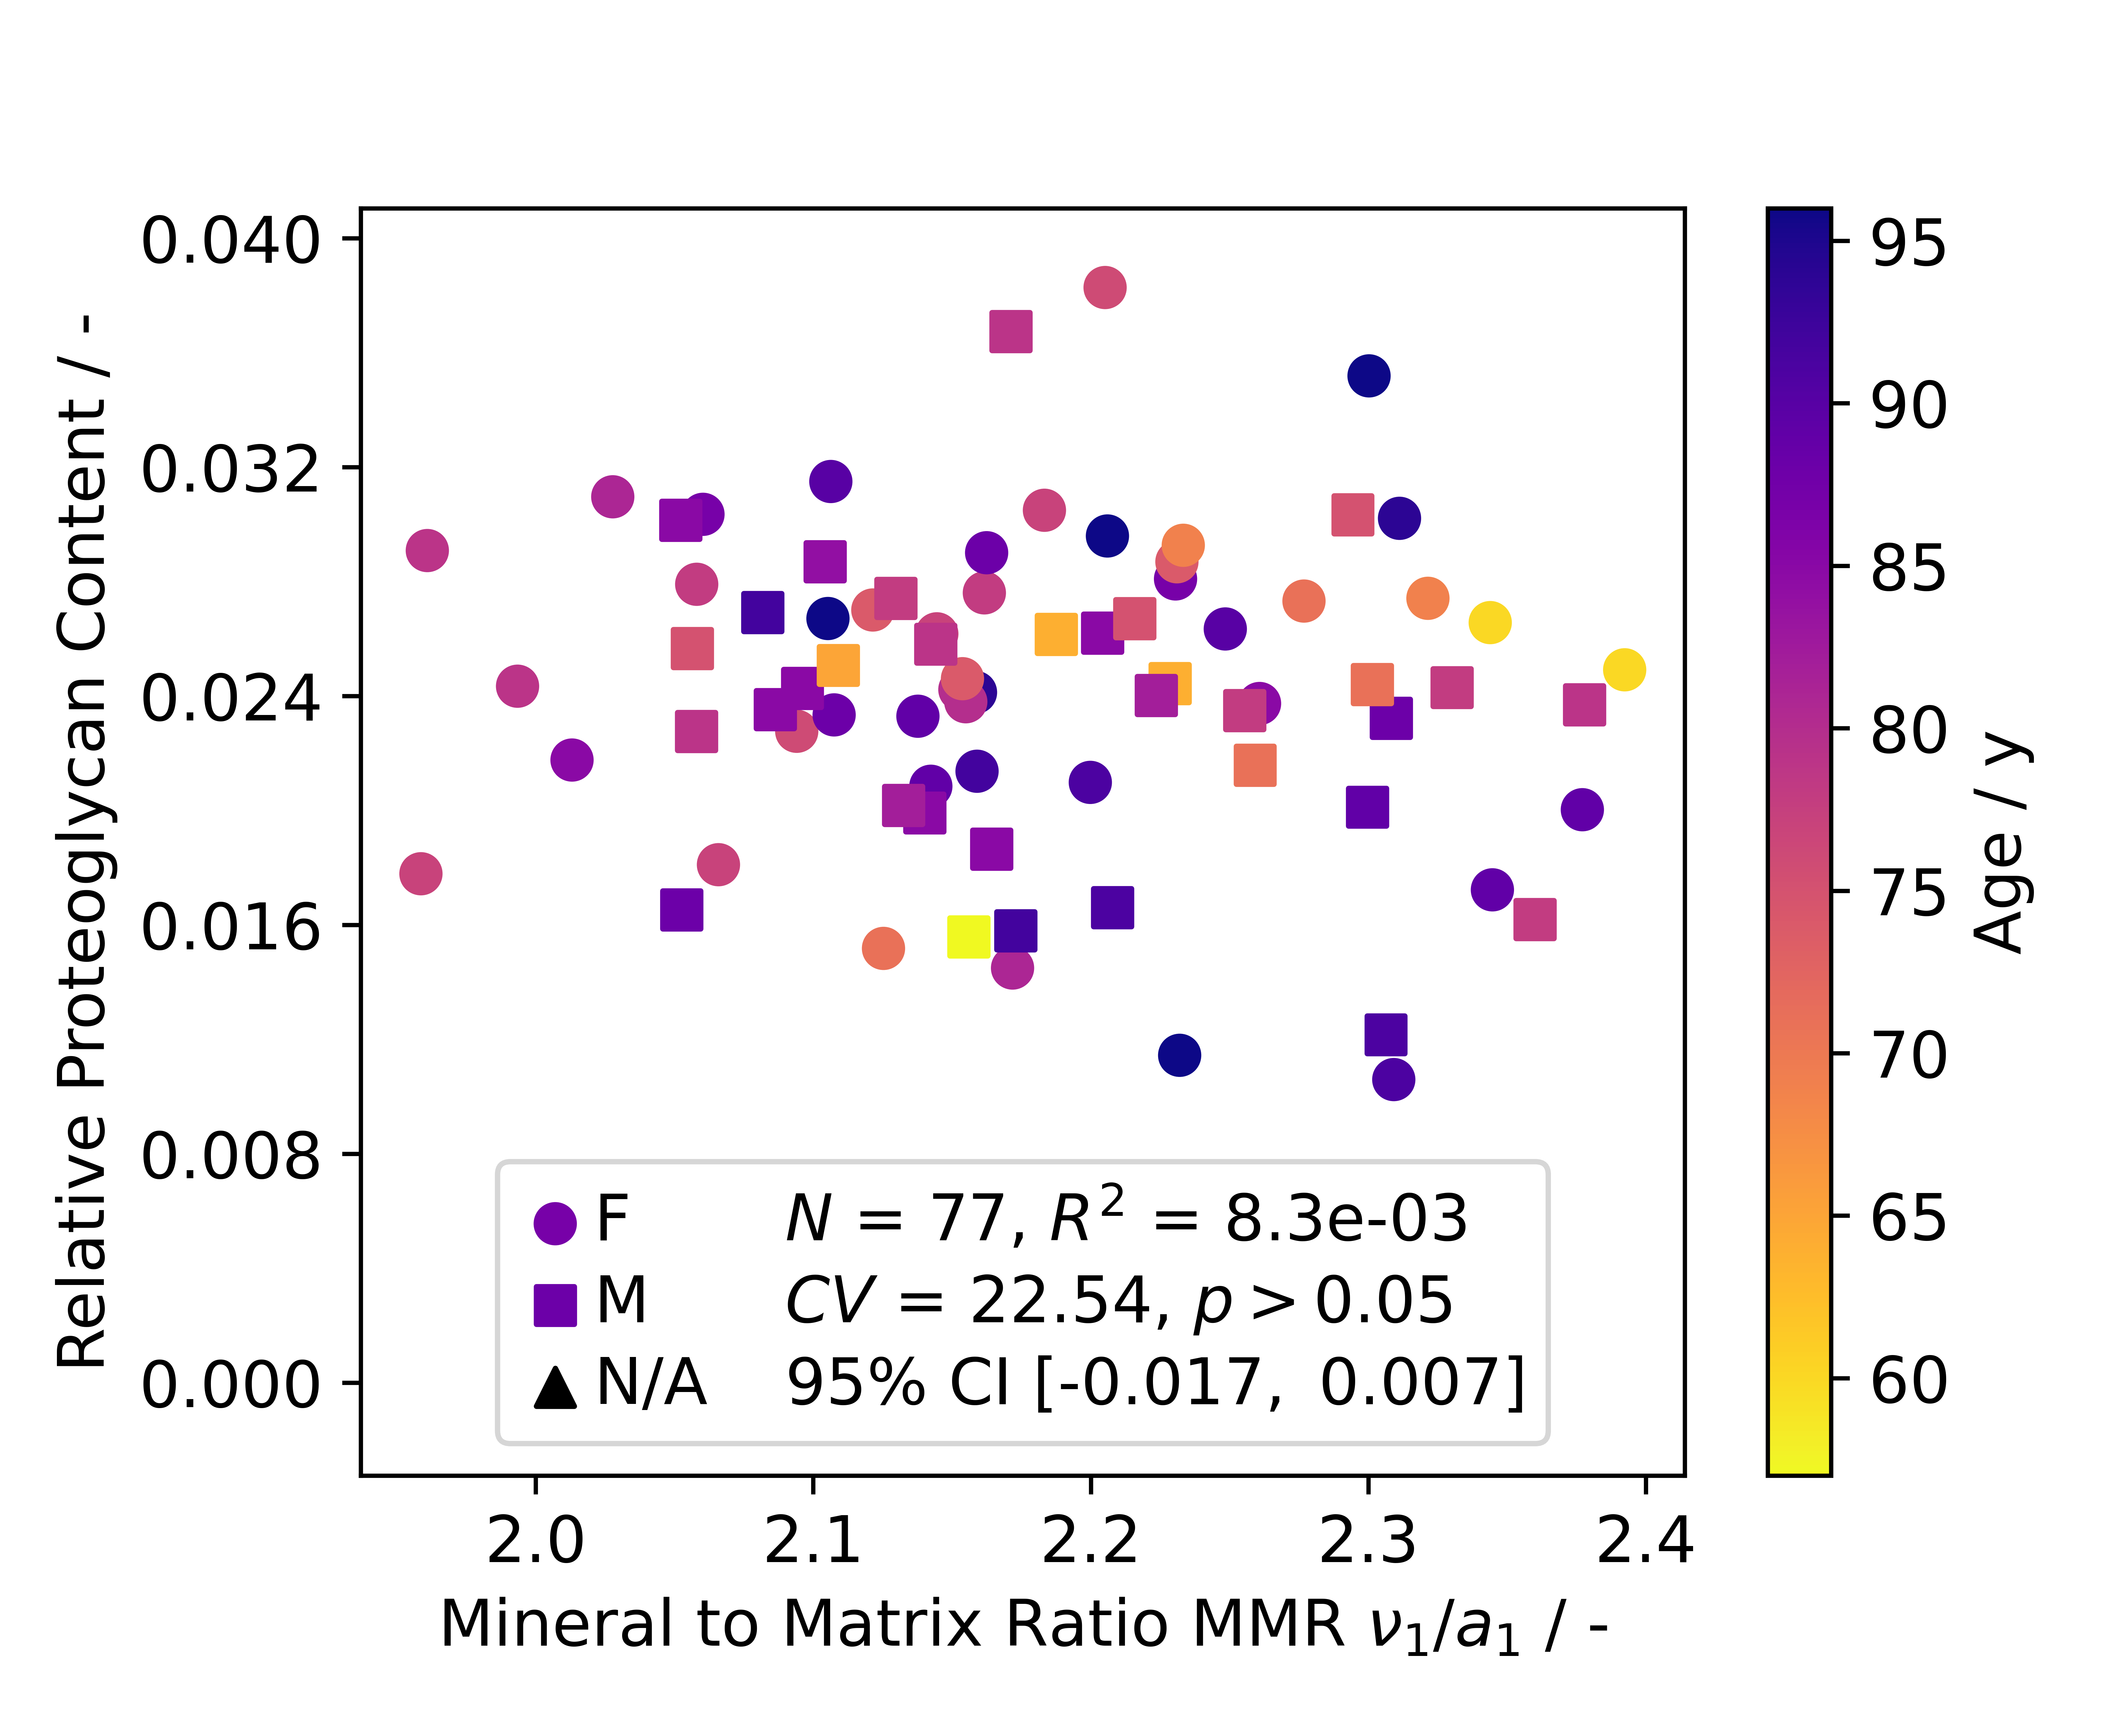 0.040
0.032
0.024
0.016
0.008
0.000
Relative Proteoglycan Content / -
F N = 77, R² = 8.3e-03
M CV = 22.54, p > 0.05
N/A 95% CI [-0.017, 0.007]
2.0 2.1 2.2 2.3 2.4
Mineral to Matrix Ratio MMR ν₁/a₁ / -
95
90
85
80
75
70
65
60
Age / y